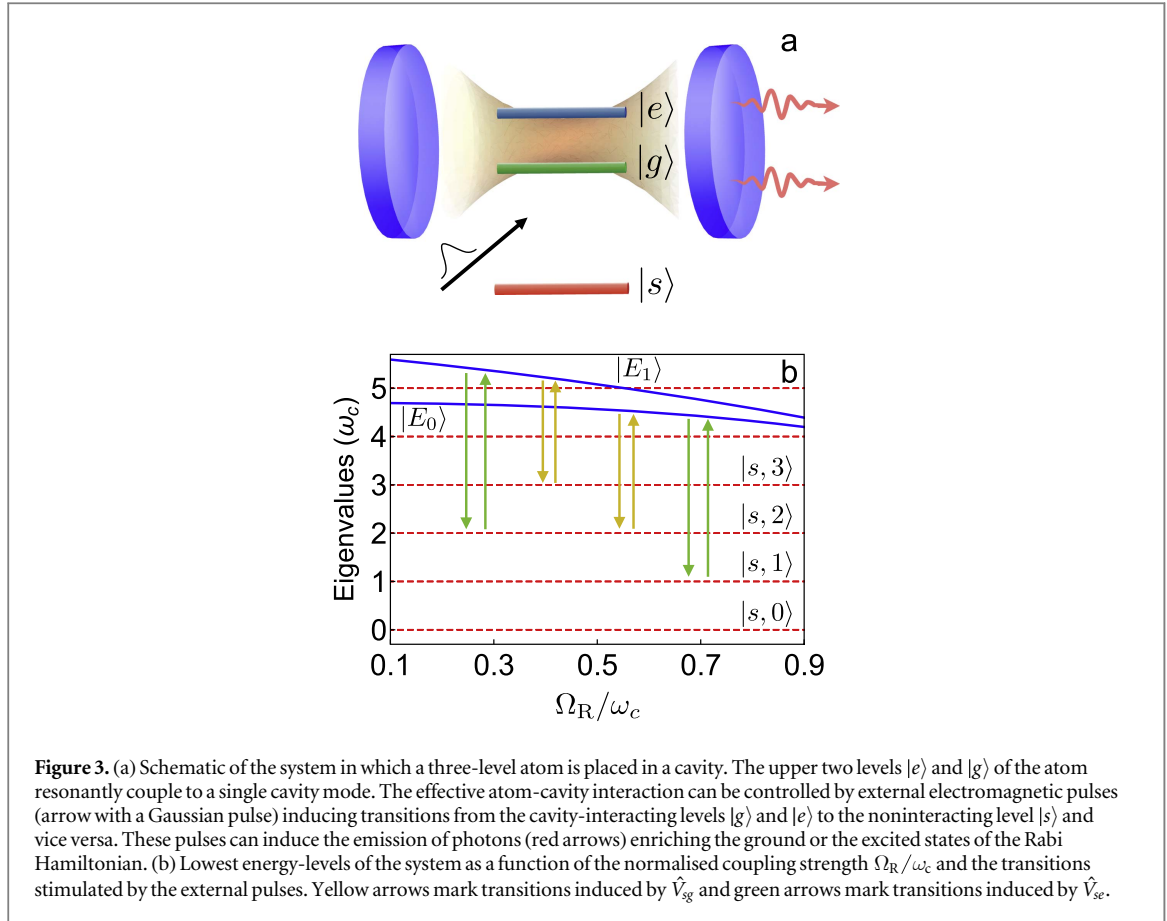 a
|e⟩
|g⟩
|s⟩
b
|E₁⟩
|E₀⟩
5
4
3
2
1
0
|s, 3⟩
|s, 2⟩
|s, 1⟩
|s, 0⟩
Eigenvalues (ω_c)
0.1 0.3 0.5 0.7 0.9
Ω_R/ω_c
Figure 3. (a) Schematic of the system in which a three-level atom is placed in a cavity. The upper two levels |e⟩ and |g⟩ of the atom
resonantly couple to a single cavity mode. The effective atom-cavity interaction can be controlled by external electromagnetic pulses
(arrow with a Gaussian pulse) inducing transitions from the cavity-interacting levels |g⟩ and |e⟩ to the noninteracting level |s⟩ and
vice versa. These pulses can induce the emission of photons (red arrows) enriching the ground or the excited states of the Rabi
Hamiltonian. (b) Lowest energy-levels of the system as a function of the normalised coupling strength Ω_R/ω_c and the transitions
stimulated by the external pulses. Yellow arrows mark transitions induced by V̂_sg and green arrows mark transitions induced by V̂_se.